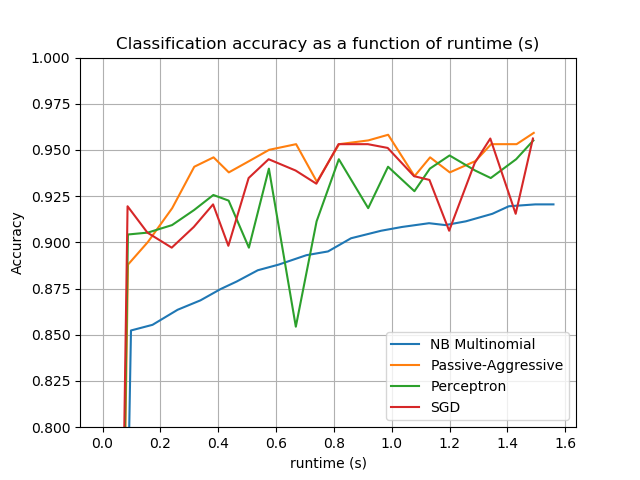 Classification accuracy as a function of runtime (s)
1.000
0.975
0.950
0.925
0.900
0.875
0.850
0.825
0.800
Accuracy
NB Multinomial
Passive-Aggressive
Perceptron
SGD
0.0 0.2 0.4 0.6 0.8 1.0 1.2 1.4 1.6
runtime (s)